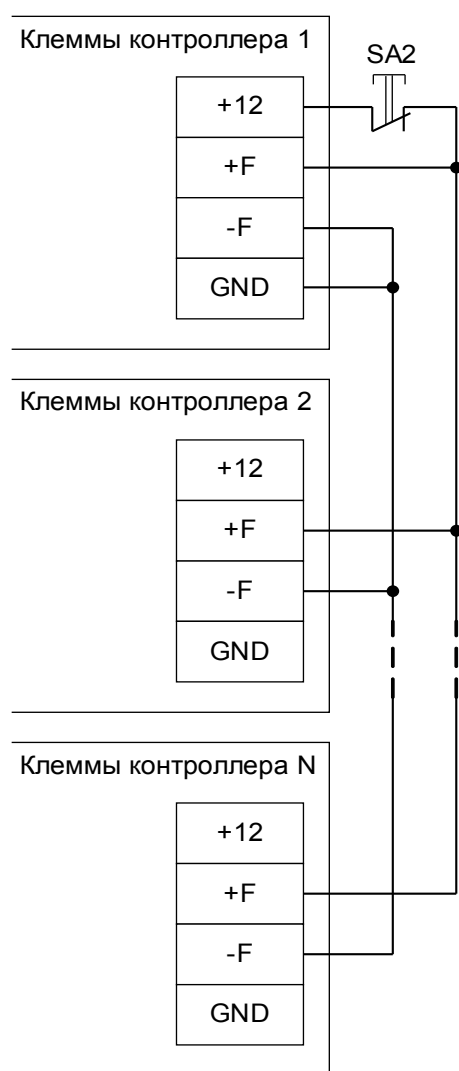 Клеммы контроллера 1
SA2
+12
+F
-F
GND
Клеммы контроллера 2
+12
+F
-F
GND
Клеммы контроллера N
+12
+F
-F
GND